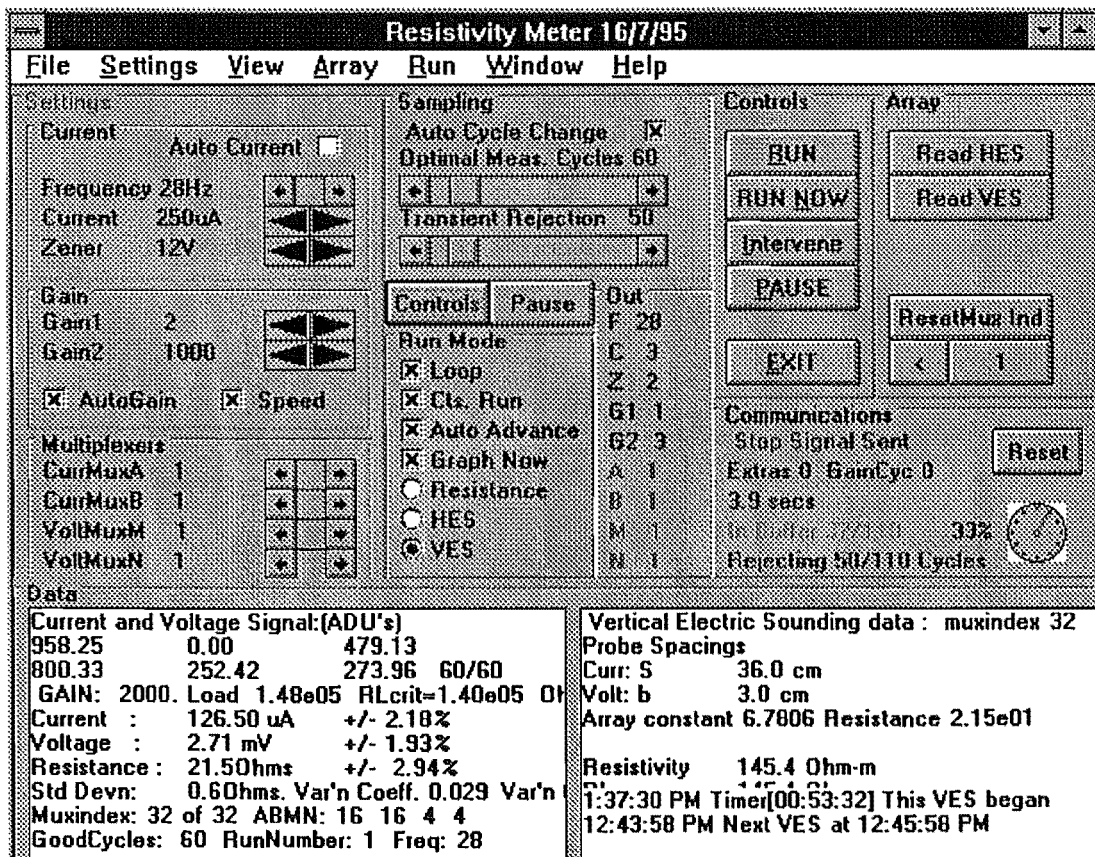 Resistivity Meter 16/7/95
File Settings View Array Run Window Help
Settings
Current
Auto Current
Frequency 28Hz
Current 250uA
Zener 12V
Gain
Gain1 2
Gain2 1000
AutoGain Speed
Multiplexers
CurrMuxA 1
CurrMuxB 1
VoltMuxM 1
VoltMuxN 1
Sampling
Auto Cycle Change
Optimal Meas. Cycles 60
Transient Rejection 50
Controls Pause
Run Mode
Loop
Cts. Run
Auto Advance
Graph Now
Resistance
HES
VES
Out
F 28
C 3
Z 2
G1 1
G2 3
A 1
B 1
M 1
N 1
Controls
RUN
RUN NOW
Intervene
PAUSE
EXIT
Array
Read HES
Read VES
ResetMux Ind
< 1
Communications
Stop Signal Sent
Reset
Extras 0 GainCyc 0
3.9 secs
33%
Rejecting 50/110 Cycles
Data
Current and Voltage Signal:(ADU's)
958.25 0.00 479.13
800.33 252.42 273.96 60/60
GAIN: 2000. Load 1.48e05 RLcrit=1.40e05 Oh
Current : 126.50 uA +/- 2.18%
Voltage : 2.71 mV +/- 1.93%
Resistance : 21.5Ohms +/- 2.94%
Std Devn: 0.6Ohms. Var'n Coeff. 0.029 Var'n
Muxindex: 32 of 32 ABMN: 16 16 4 4
GoodCycles: 60 RunNumber: 1 Freq: 28
Vertical Electric Sounding data : muxindex 32
Probe Spacings
Curr: S 36.0 cm
Volt: b 3.0 cm
Array constant 6.7806 Resistance 2.15e01
Resistivity 145.4 Ohm-m
1:37:30 PM Timer[00:53:32] This VES began
12:43:58 PM Next VES at 12:45:58 PM